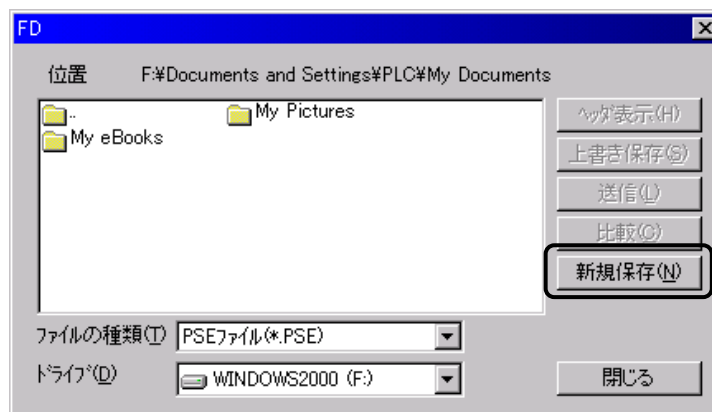 FD
位置 F:¥Documents and Settings¥PLC¥My Documents
.. My Pictures
My eBooks
ﾍｯﾀﾞ表示(H)
上書き保存(S)
送信(L)
比較(C)
新規保存(N)
ﾌｧｲﾙの種類(T) PSEﾌｧｲﾙ(*.PSE)
ﾄﾞﾗｲﾌﾞ(D) WINDOWS2000 (F:)
閉じる